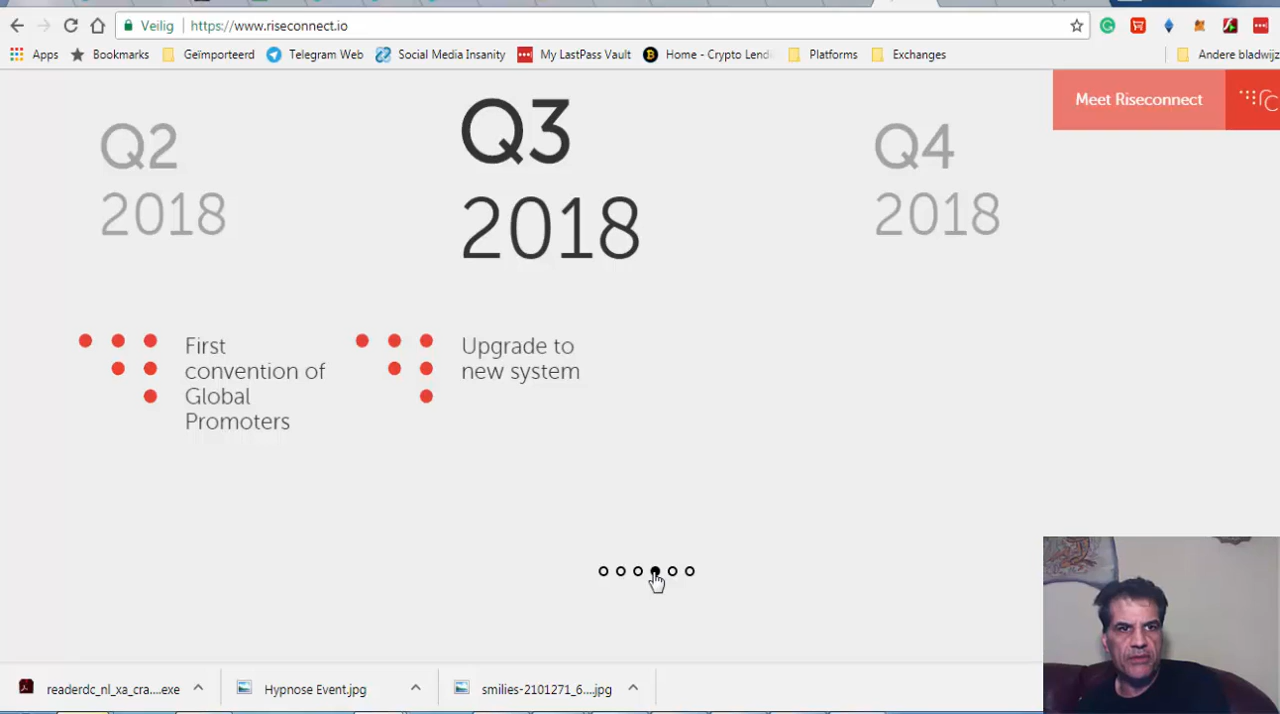 Veilig
https://www.riseconnect.io
Apps
Bookmarks
Geïmporteerd
Telegram Web
Social Media Insanity
My LastPass Vault
Home - Crypto Lendi
Platforms
Exchanges
Andere bladwijz
Meet Riseconnect
Q2
2018
Q3
2018
Q4
2018
First
convention of
Global
Promoters
Upgrade to
new system
readerdc_nl_xa_cra....exe
Hypnose Event.jpg
smilies-2101271_6....jpg